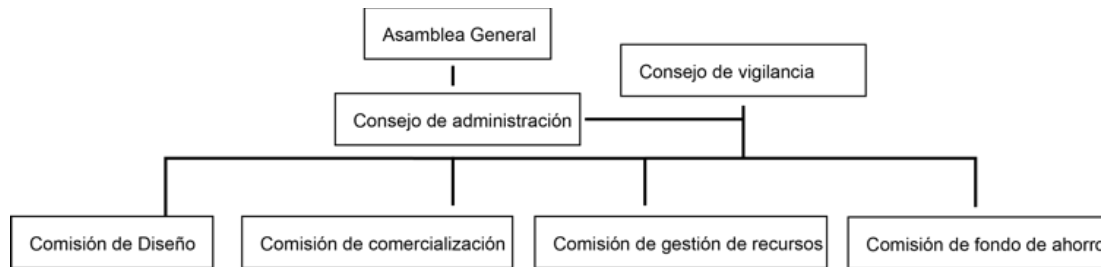 Asamblea General
Consejo de vigilancia
Consejo de administración
Comisión de Diseño
Comisión de comercialización
Comisión de gestión de recursos
Comisión de fondo de ahorro